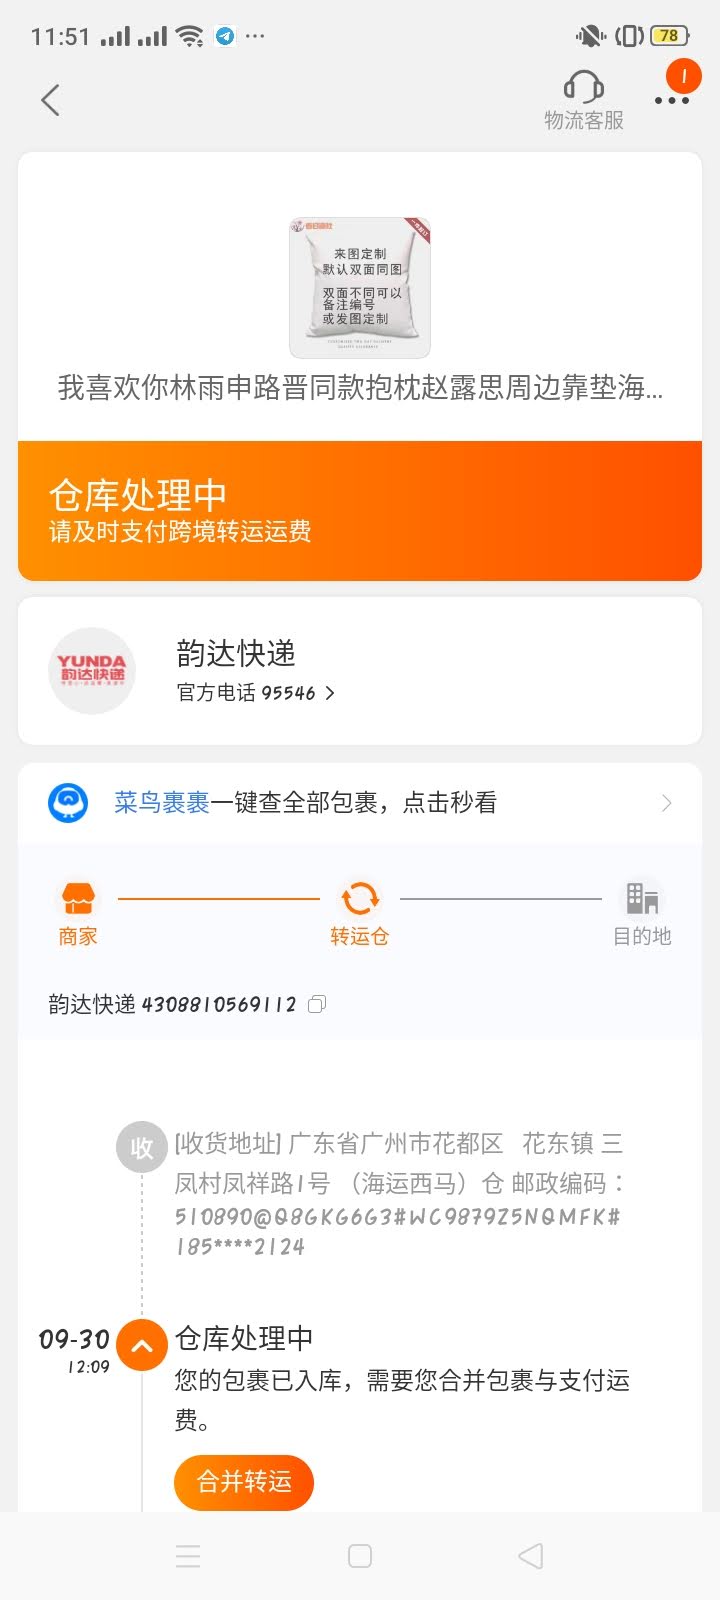 11:51
78
1
物流客服
来图定制
默认双面同图
双面不同可以
备注编号
或发图定制
我喜欢你林雨申路晋同款抱枕赵露思周边靠垫海...
仓库处理中
请及时支付跨境转运运费
YUNDA
韵达快递
韵达快递
官方电话 95546
菜鸟裹裹一键查全部包裹，点击秒看
商家
转运仓
目的地
韵达快递 4308810569112
收
[收货地址] 广东省广州市花都区 花东镇 三
凤村凤祥路1号 （海运西马）仓 邮政编码：
510890@Q8GKG6G3#WC9879Z5NQMFK#
185****2124
09-30
12:09
仓库处理中
您的包裹已入库，需要您合并包裹与支付运
费。
合并转运